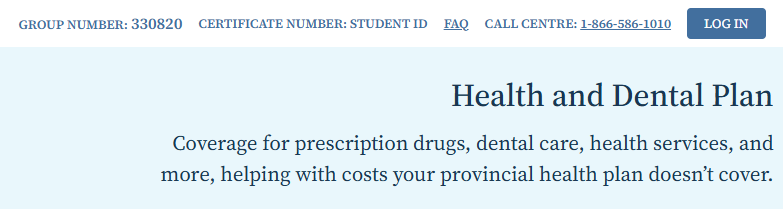 GROUP NUMBER: 330820 CERTIFICATE NUMBER: STUDENT ID FAQ CALL CENTRE: 1-866-586-1010 LOG IN
Health and Dental Plan
Coverage for prescription drugs, dental care, health services, and
more, helping with costs your provincial health plan doesn’t cover.